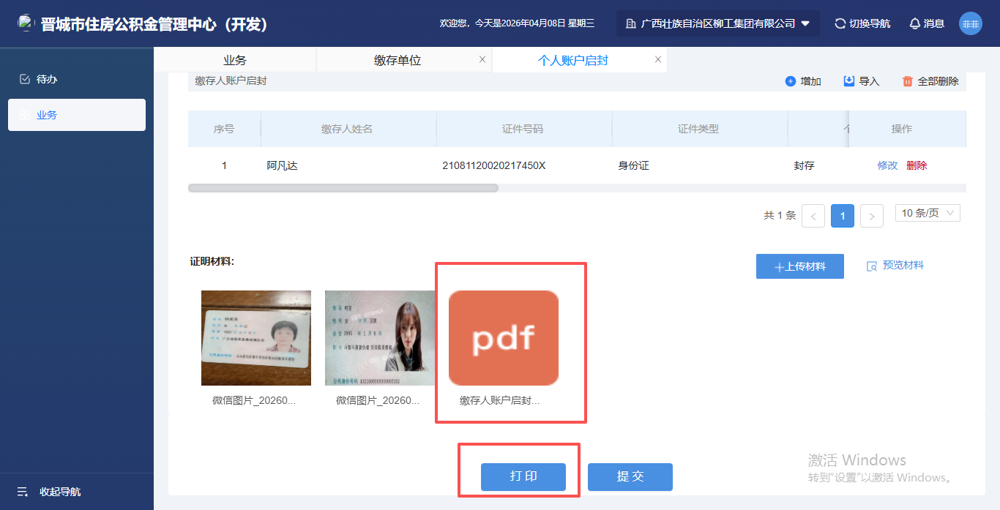 晋城市住房公积金管理中心（开发）
欢迎您，今天是2026年04月08日 星期三
广西壮族自治区柳工集团有限公司
切换导航
消息
菲菲
待办
业务
收起导航
业务
缴存单位
个人账户启封
缴存人账户启封
增加
导入
全部删除
序号 缴存人姓名 证件号码 证件类型 操作
1 阿凡达 21081120020217450X 身份证 封存 修改 删除
共 1 条 < 1 > 10 条/页
证明材料:
上传材料
预览材料
pdf
微信图片_20260...
微信图片_20260...
缴存人账户启封...
打 印
提 交
激活 Windows
转到"设置"以激活 Windows。